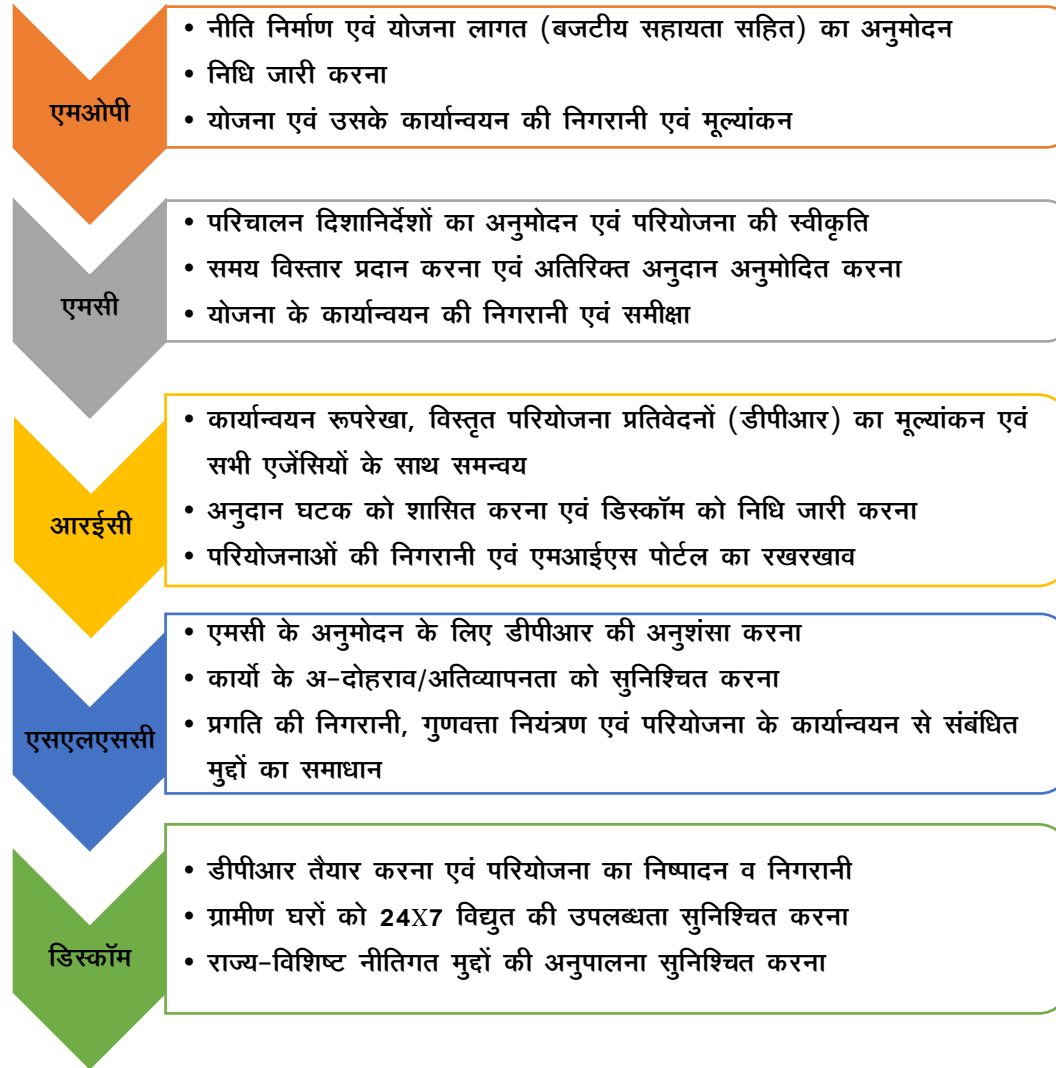 एमओपी
• नीति निर्माण एवं योजना लागत (बजटीय सहायता सहित) का अनुमोदन
• निधि जारी करना
• योजना एवं उसके कार्यान्वयन की निगरानी एवं मूल्यांकन
एमसी
• परिचालन दिशानिर्देशों का अनुमोदन एवं परियोजना की स्वीकृति
• समय विस्तार प्रदान करना एवं अतिरिक्त अनुदान अनुमोदित करना
• योजना के कार्यान्वयन की निगरानी एवं समीक्षा
आरईसी
• कार्यान्वयन रूपरेखा, विस्तृत परियोजना प्रतिवेदनों (डीपीआर) का मूल्यांकन एवं
सभी एजेंसियों के साथ समन्वय
• अनुदान घटक को शासित करना एवं डिस्कॉम को निधि जारी करना
• परियोजनाओं की निगरानी एवं एमआईएस पोर्टल का रखरखाव
एसएलएससी
• एमसी के अनुमोदन के लिए डीपीआर की अनुशंसा करना
• कार्यो के अ-दोहराव/अतिव्यापनता को सुनिश्चित करना
• प्रगति की निगरानी, गुणवत्ता नियंत्रण एवं परियोजना के कार्यान्वयन से संबंधित
मुद्दों का समाधान
डिस्कॉम
• डीपीआर तैयार करना एवं परियोजना का निष्पादन व निगरानी
• ग्रामीण घरों को 24X7 विद्युत की उपलब्धता सुनिश्चित करना
• राज्य-विशिष्ट नीतिगत मुद्दों की अनुपालना सुनिश्चित करना